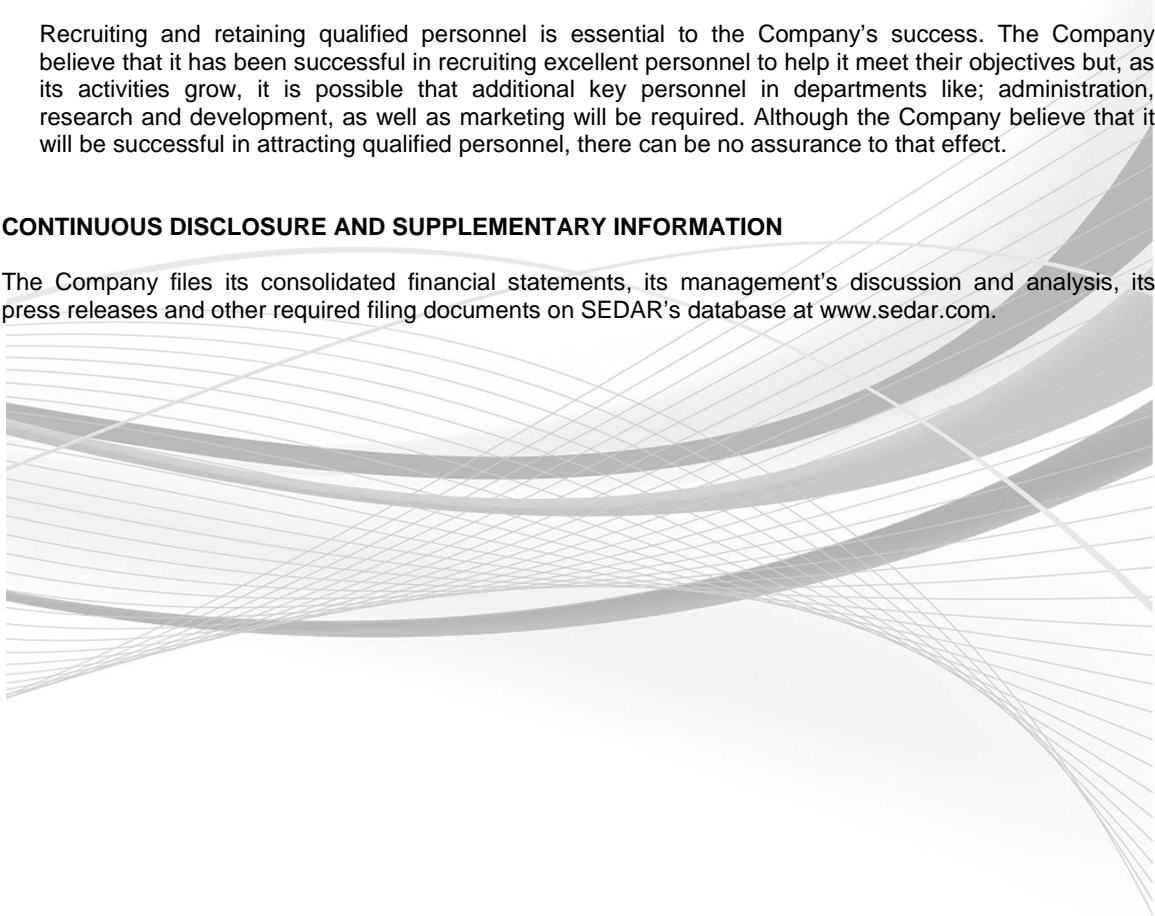 Recruiting and retaining qualified personnel is essential to the Company's success. The Company
believe that it has been successful in recruiting excellent personnel to help it meet their objectives but, as
its activities grow, it is possible that additional key personnel in departments like; administration,
research and development, as well as marketing will be required. Although the Company believe that it
will be successful in attracting qualified personnel, there can be no assurance to that effect.
CONTINUOUS DISCLOSURE AND SUPPLEMENTARY INFORMATION
The Company files its consolidated financial statements, its management's discussion and analysis, its
press releases and other required filing documents on SEDAR's database at www.sedar.com.